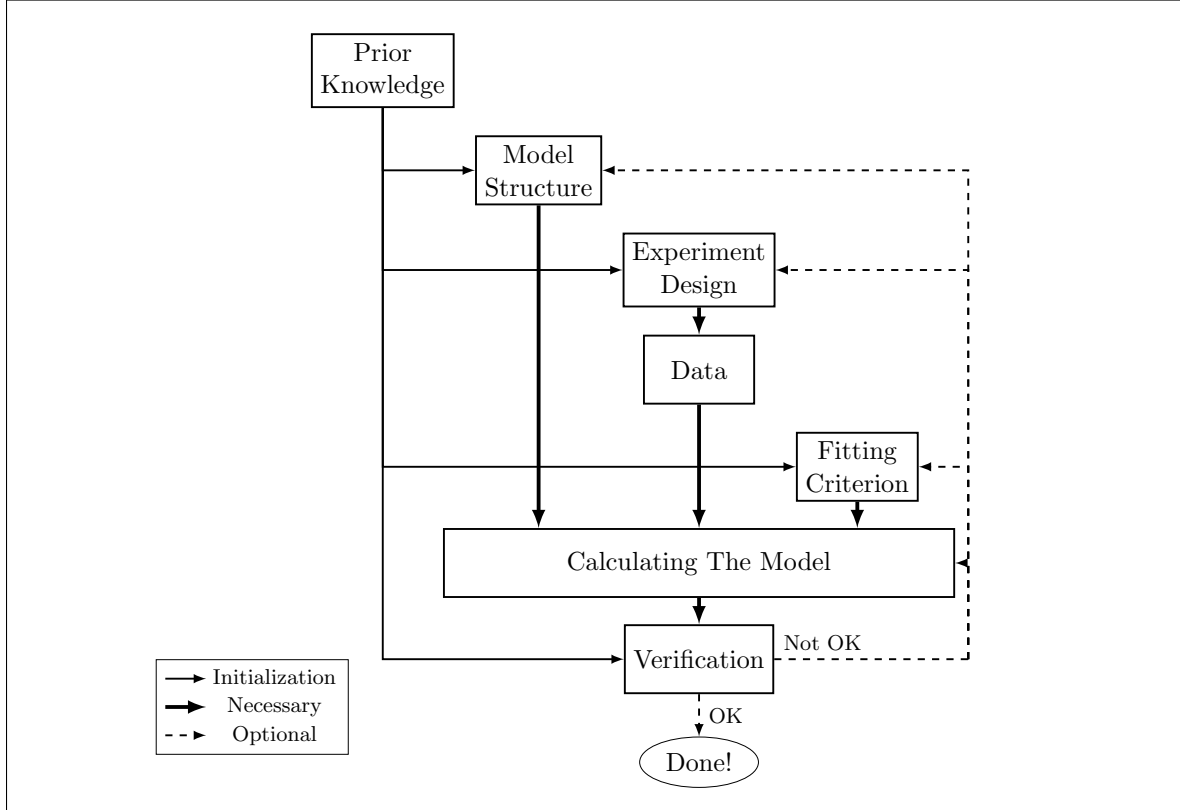 Prior
Knowledge
Model
Structure
Experiment
Design
Data
Fitting
Criterion
Calculating The Model
Verification
Not OK
OK
Done!
Initialization
Necessary
Optional